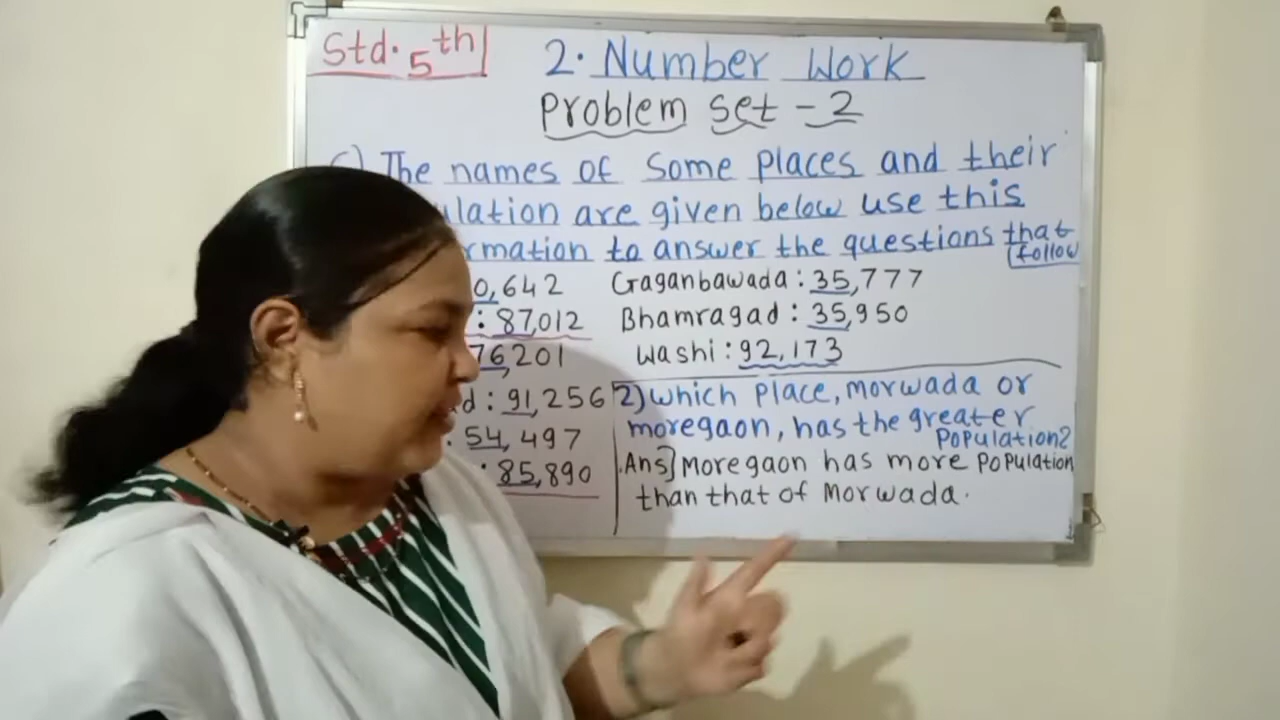 Std. 5th
2. Number Work
Problem Set - 2
The names of Some Places and their
ulation are given below use this
rmation to answer the questions that
follow
0,642 Gaganbawada : 35,777
: 87,012 Bhamragad : 35,950
76,201 Washi : 92,173
d : 91,256
54,497
: 85,890
2) which Place, morwada or
moregaon, has the greater
Population?
Ans] Moregaon has more Population
than that of Morwada.